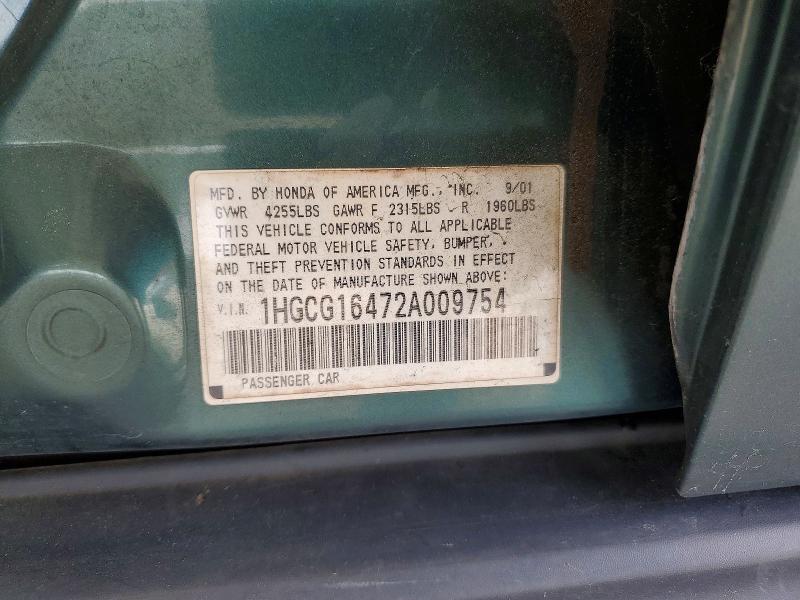 MFD. BY HONDA OF AMERICA MFG., INC. 9/01
GVWR 4255LBS GAWR F 2315LBS R 1960LBS
THIS VEHICLE CONFORMS TO ALL APPLICABLE
FEDERAL MOTOR VEHICLE SAFETY, BUMPER,
AND THEFT PREVENTION STANDARDS IN EFFECT
ON THE DATE OF MANUFACTURE SHOWN ABOVE:
V.I.N. 1HGCG16472A009754
PASSENGER CAR